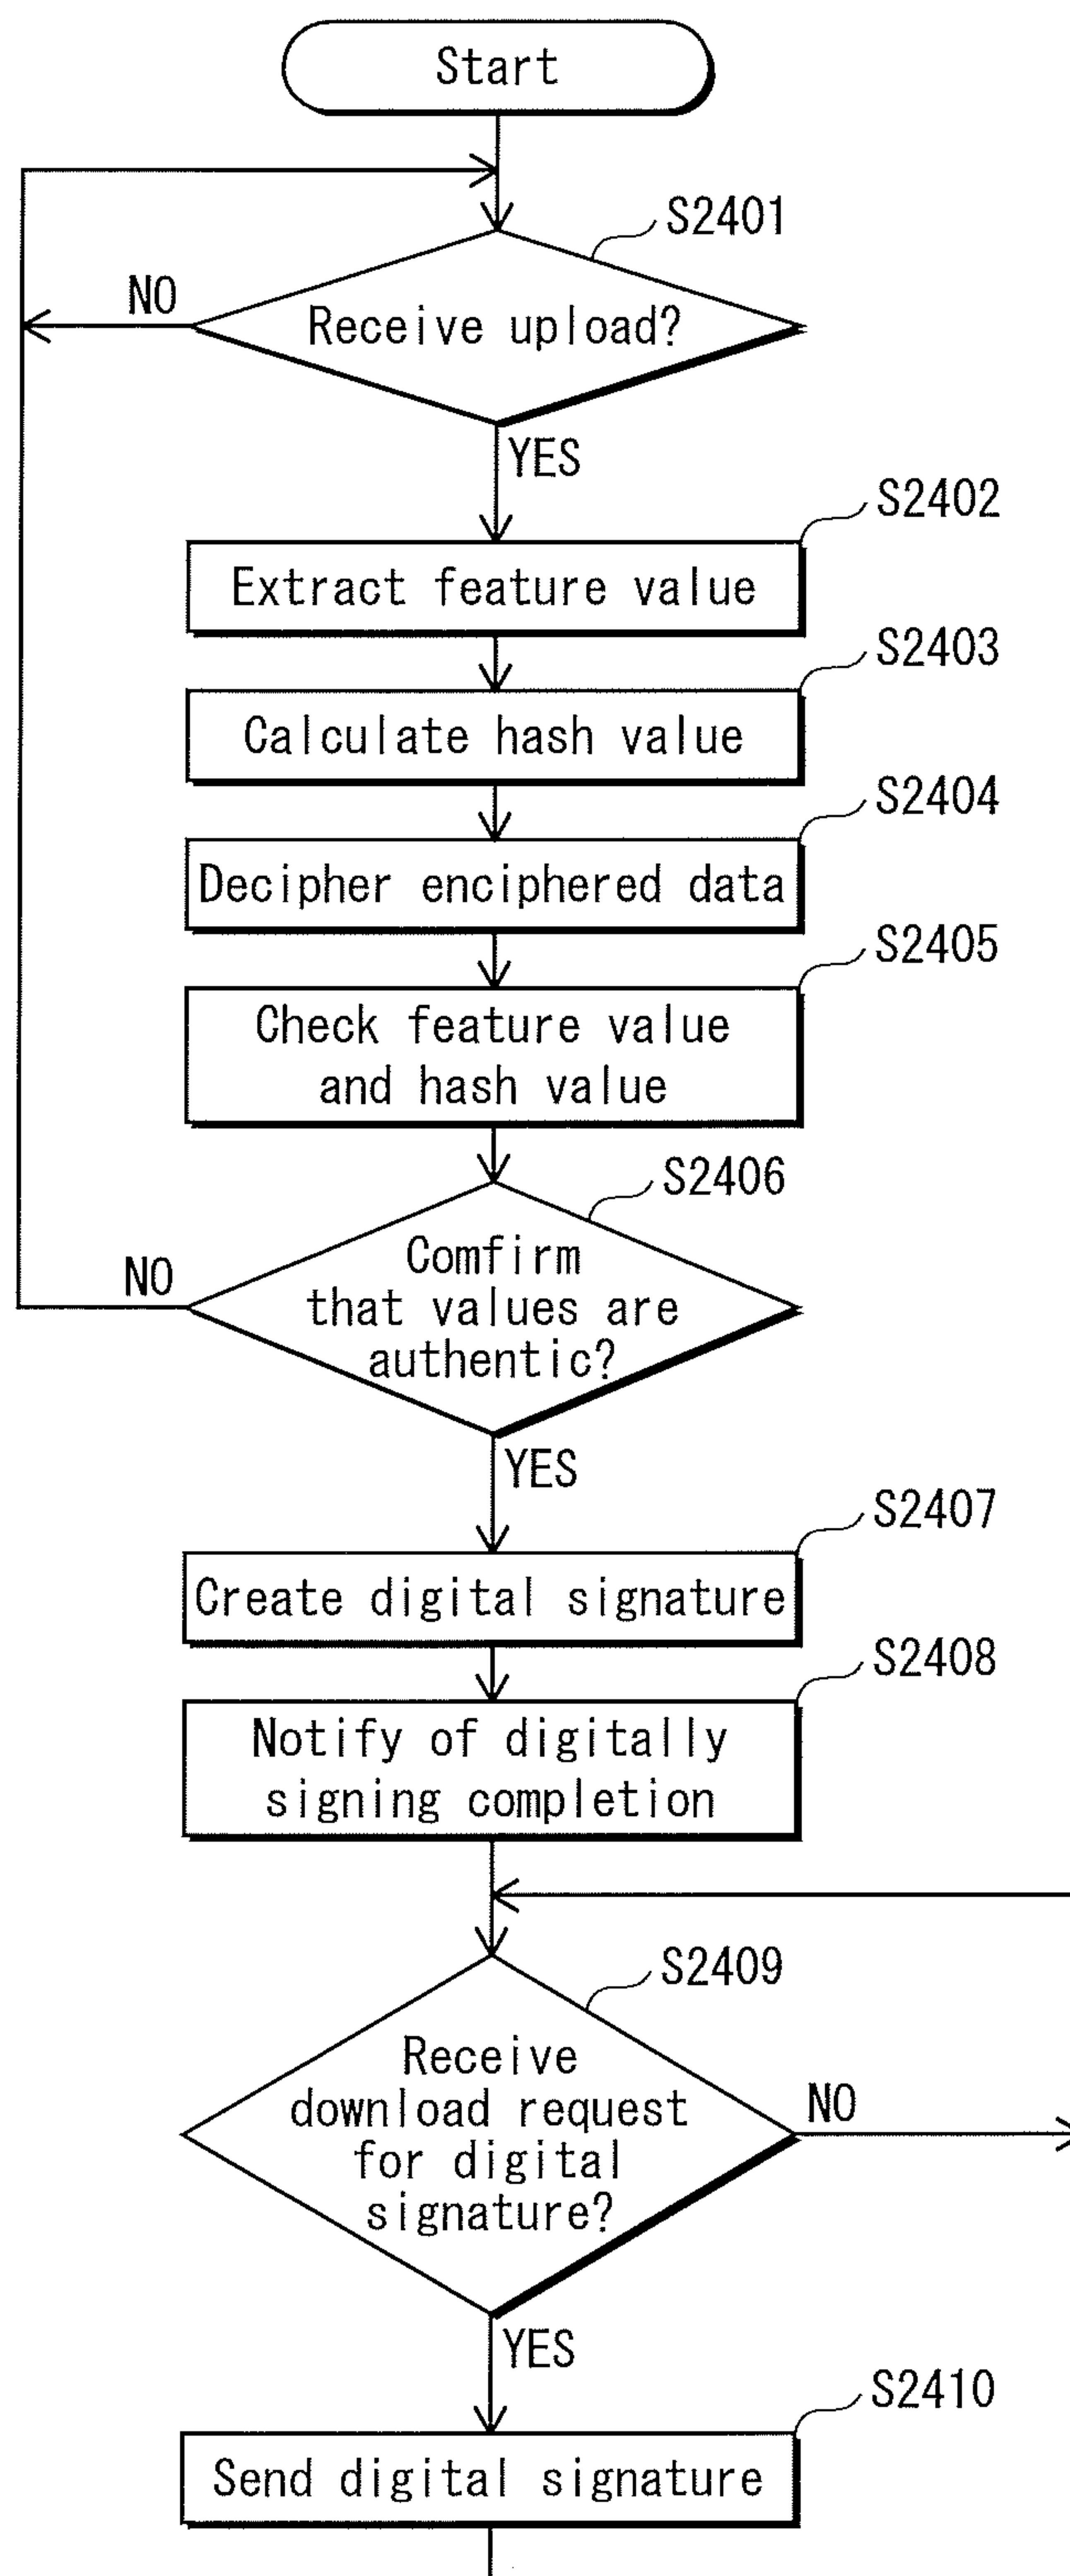 Start
S2401
NO
Receive upload?
YES
S2402
Extract feature value
S2403
Calculate hash value
S2404
Decipher enciphered data
S2405
Check feature value
and hash value
S2406
NO
Comfirm
that values are
authentic?
YES
S2407
Create digital signature
S2408
Notify of digitally
signing completion
S2409
Receive
download request
for digital
signature?
NO
YES
S2410
Send digital signature